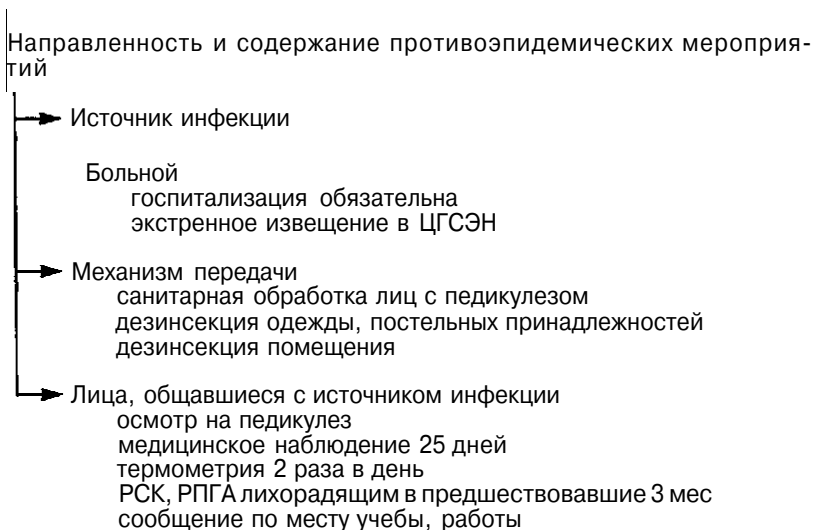 Направленность и содержание противоэпидемических мероприя-
тий
Источник инфекции
Больной
госпитализация обязательна
экстренное извещение в ЦГСЭН
Механизм передачи
санитарная обработка лиц с педикулезом
дезинсекция одежды, постельных принадлежностей
дезинсекция помещения
Лица, общавшиеся с источником инфекции
осмотр на педикулез
медицинское наблюдение 25 дней
термометрия 2 раза в день
РСК, РПГА лихорадящим в предшествовавшие 3 мес
сообщение по месту учебы, работы